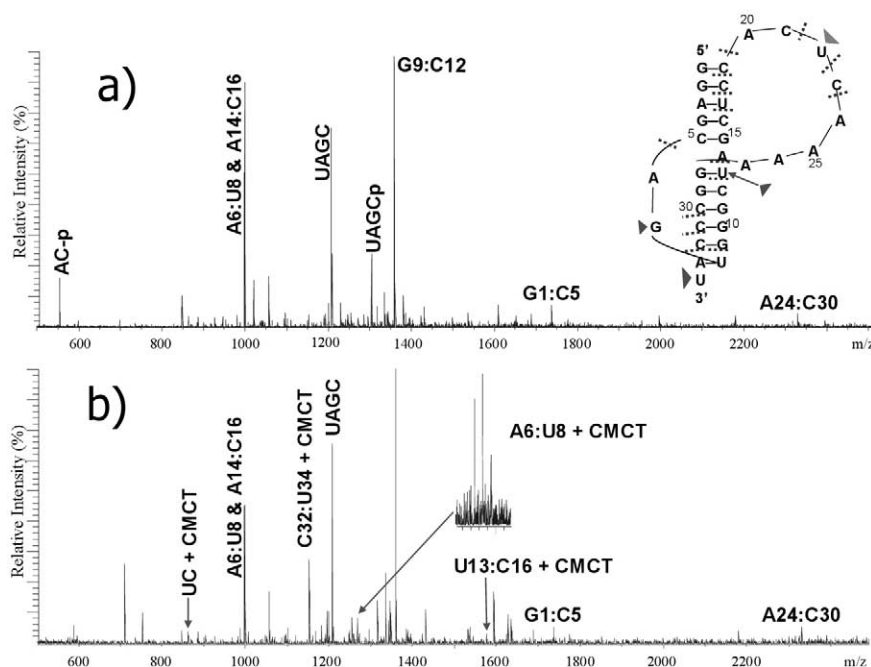 a)
Relative Intensity (%)
AC-p
A6:U8 & A14:C16
UAGC
UAGCp
G9:C12
G1:C5
A24:C30
600 800 1000 1200 1400 1600 1800 2000 2200 m/z
20
A C U C A A A A
25
5'
G C
G C
A U
G C
5 C G 15
A
G A
G U
A
30 C C
G
C G 10
C G
A U
U
3'
b)
Relative Intensity (%)
UC + CMCT
A6:U8 & A14:C16
C32:U34 + CMCT
UAGC
A6:U8 + CMCT
U13:C16 + CMCT
G1:C5
A24:C30
600 800 1000 1200 1400 1600 1800 2000 2200 m/z